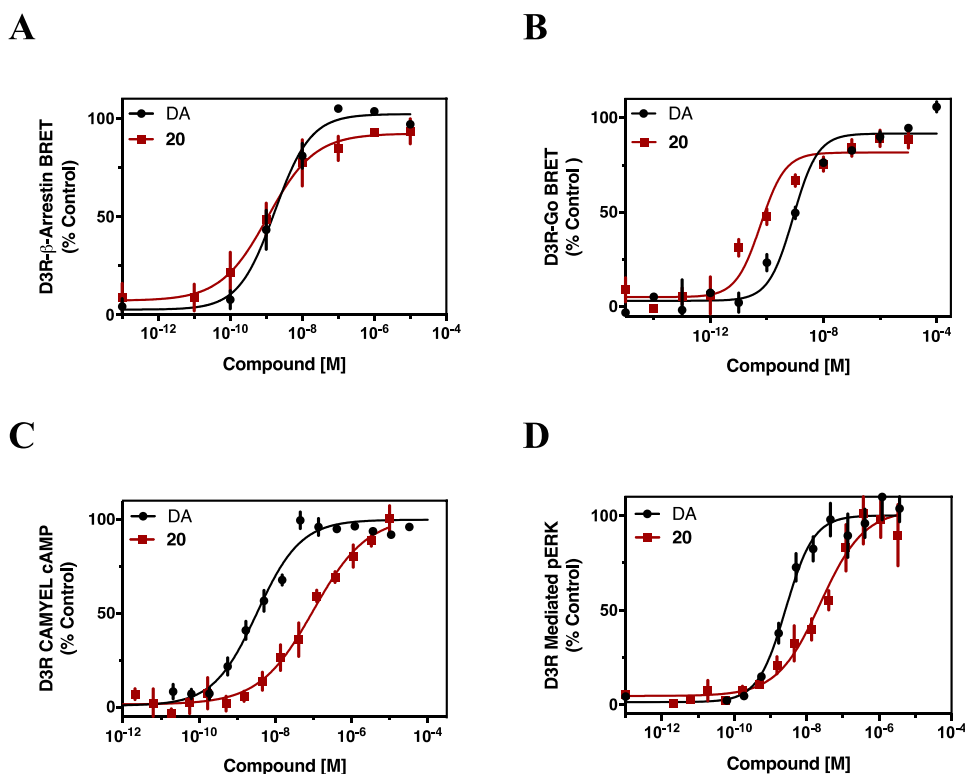 A
DA
20
100
50
0
D3R-β-Arrestin BRET
(% Control)
10⁻¹² 10⁻¹⁰ 10⁻⁸ 10⁻⁶ 10⁻⁴
Compound [M]
B
DA
20
100
50
0
D3R-Go BRET
(% Control)
10⁻¹² 10⁻⁸ 10⁻⁴
Compound [M]
C
DA
20
100
50
0
D3R CAMYEL cAMP
(% Control)
10⁻¹² 10⁻¹⁰ 10⁻⁸ 10⁻⁶ 10⁻⁴
Compound [M]
D
DA
20
100
50
0
D3R Mediated pERK
(% Control)
10⁻¹² 10⁻¹⁰ 10⁻⁸ 10⁻⁶ 10⁻⁴
Compound [M]